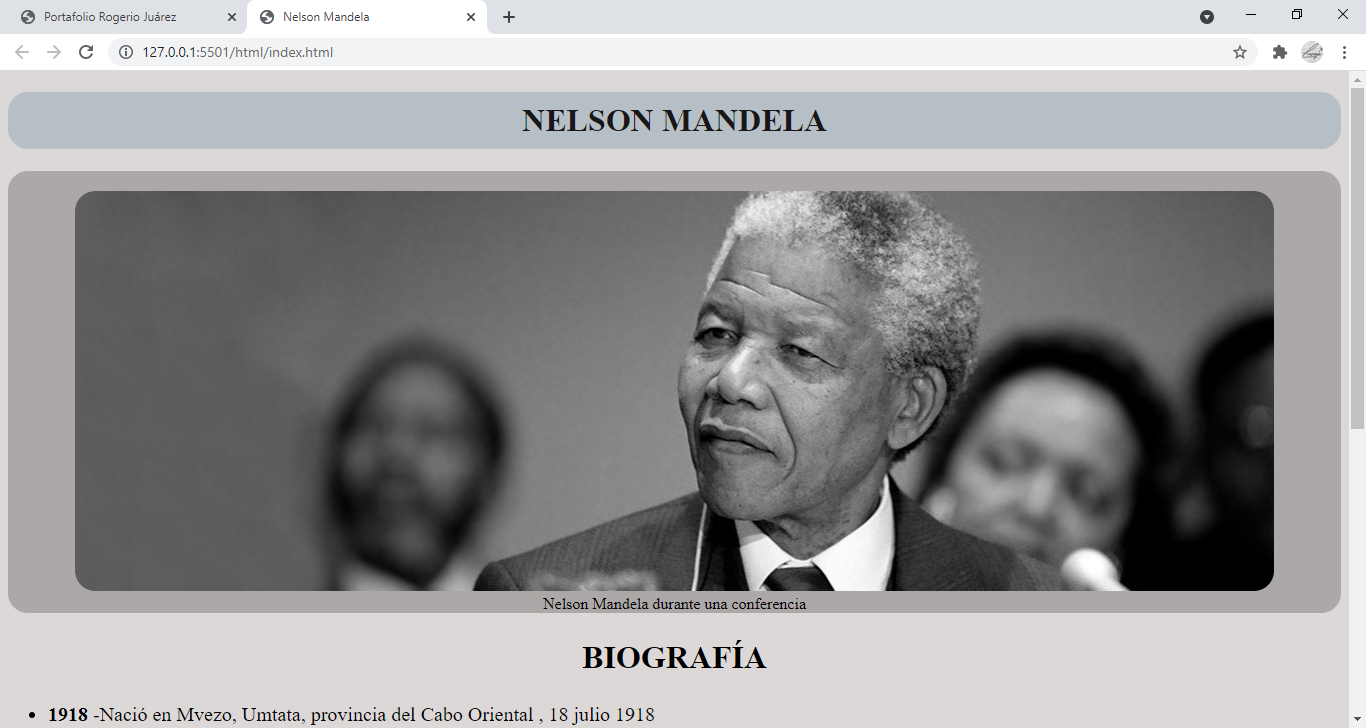 Portafolio Rogerio Juárez
Nelson Mandela
127.0.0.1:5501/html/index.html
NELSON MANDELA
Nelson Mandela durante una conferencia
BIOGRAFÍA
1918 -Nació en Mvezo, Umtata, provincia del Cabo Oriental , 18 julio 1918